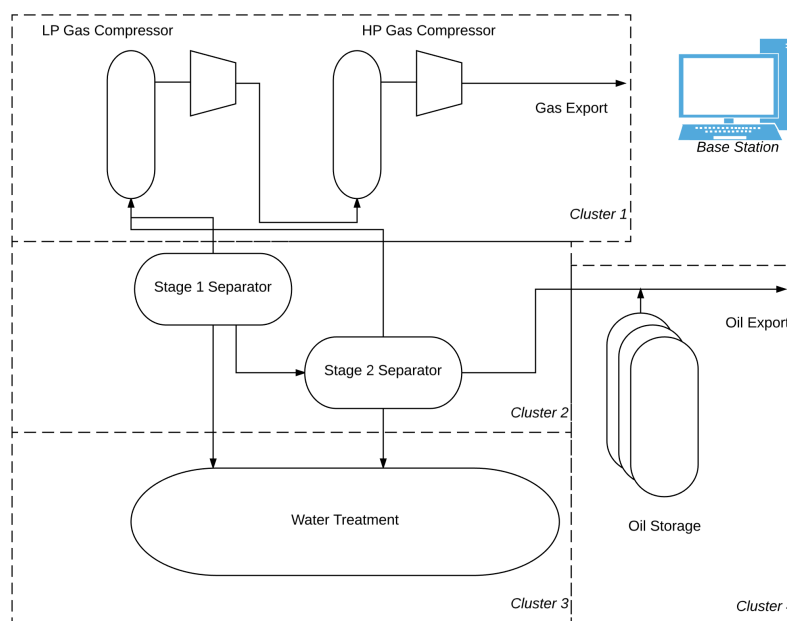 LP Gas Compressor
HP Gas Compressor
Gas Export
Base Station
Cluster 1
Stage 1 Separator
Oil Export
Stage 2 Separator
Cluster 2
Water Treatment
Oil Storage
Cluster 3
Cluster